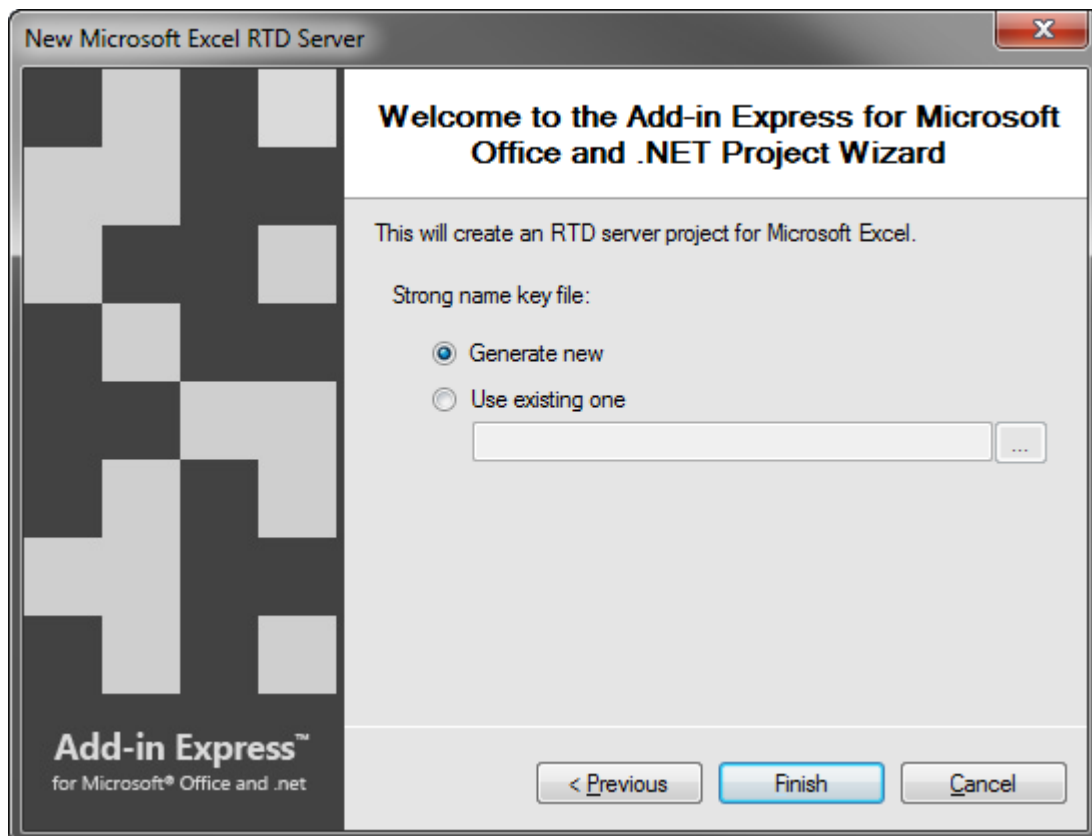 New Microsoft Excel RTD Server
x
Welcome to the Add-in Express for Microsoft
Office and .NET Project Wizard
This will create an RTD server project for Microsoft Excel.
Strong name key file:
Generate new
Use existing one
...
Add-in Express™
for Microsoft® Office and .net
< Previous
Finish
Cancel